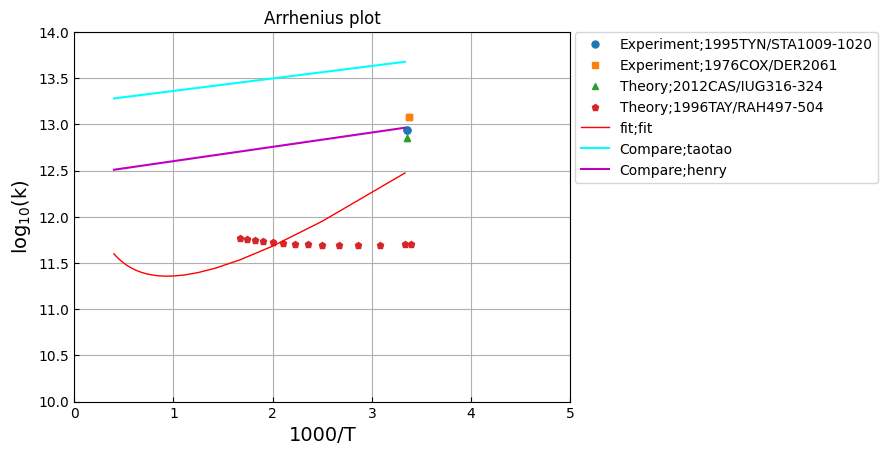 Arrhenius plot
14.0
13.5
13.0
12.5
12.0
11.5
11.0
10.5
10.0
0 1 2 3 4 5
log10(k)
1000/T
Experiment;1995TYN/STA1009-1020
Experiment;1976COX/DER2061
Theory;2012CAS/IUG316-324
Theory;1996TAY/RAH497-504
fit;fit
Compare;taotao
Compare;henry